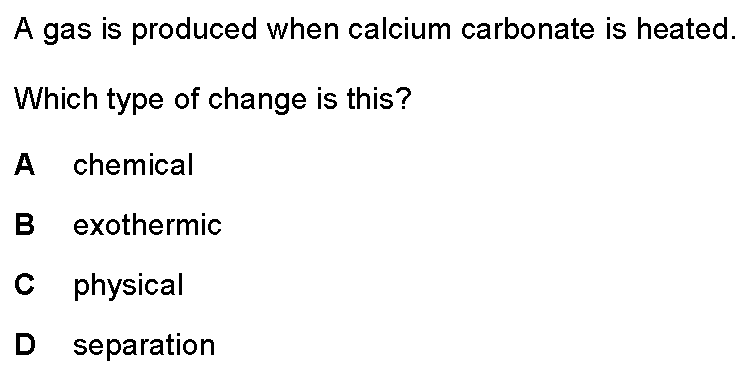 A gas is produced when calcium carbonate is heated.
Which type of change is this?
A chemical
B exothermic
C physical
D separation